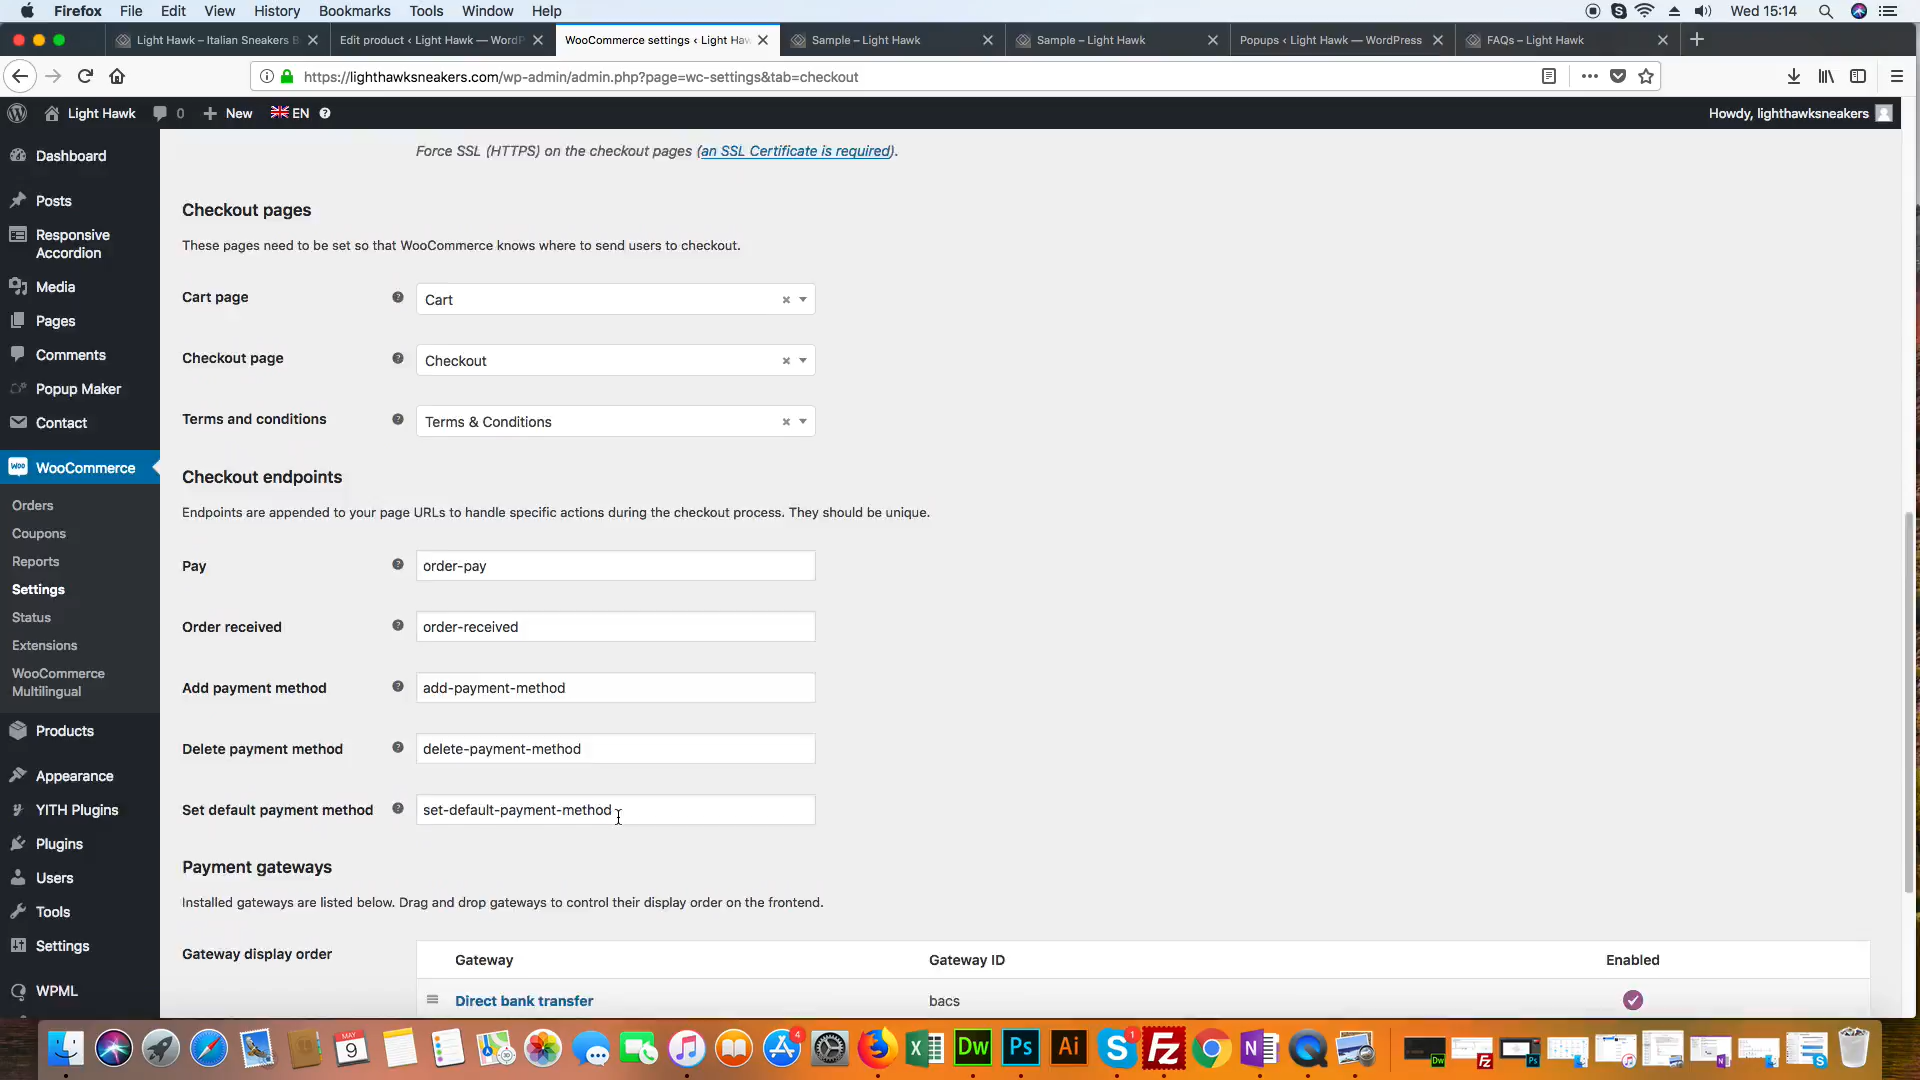 Firefox File Edit View History Bookmarks Tools Window Help Wed 15:14
Light Hawk – Italian Sneakers B
Edit product ‹ Light Hawk — WordP
WooCommerce settings ‹ Light Haw
Sample – Light Hawk
Sample – Light Hawk
Popups ‹ Light Hawk — WordPress
FAQs – Light Hawk
https://lighthawksneakers.com/wp-admin/admin.php?page=wc-settings&tab=checkout
Light Hawk 0 New EN Howdy, lighthawksneakers
Dashboard
Posts
Responsive
Accordion
Media
Pages
Comments
Popup Maker
Contact
WooCommerce
Orders
Coupons
Reports
Settings
Status
Extensions
WooCommerce
Multilingual
Products
Appearance
YITH Plugins
Plugins
Users
Tools
Settings
WPML
Force SSL (HTTPS) on the checkout pages (an SSL Certificate is required).
Checkout pages
These pages need to be set so that WooCommerce knows where to send users to checkout.
Cart page Cart
Checkout page Checkout
Terms and conditions Terms & Conditions
Checkout endpoints
Endpoints are appended to your page URLs to handle specific actions during the checkout process. They should be unique.
Pay order-pay
Order received order-received
Add payment method add-payment-method
Delete payment method delete-payment-method
Set default payment method set-default-payment-method
Payment gateways
Installed gateways are listed below. Drag and drop gateways to control their display order on the frontend.
Gateway display order Gateway Gateway ID Enabled
Direct bank transfer bacs
MAY
9
4
Dw
Ps
Ai
1
Fz
N